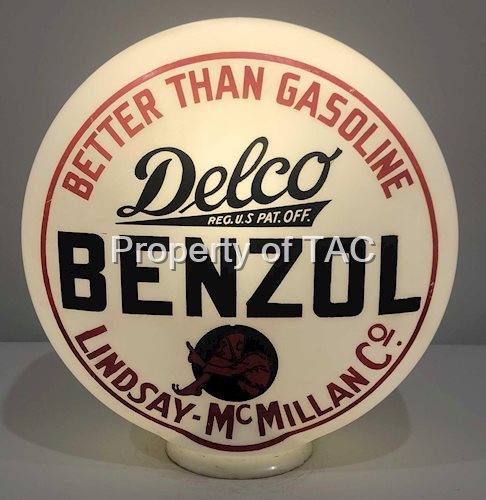 BETTER THAN GASOLINE
Delco
REG. U.S PAT. OFF.
Property of TAC
BENZOL
LINDSAY-McMILLAN Co.